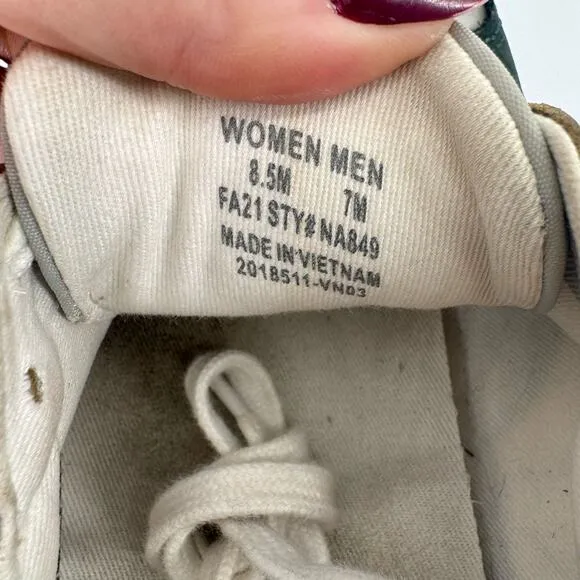 WOMEN MEN
8.5M 7M
FA21 STY# NA849
MADE IN VIETNAM
2018511-VN03